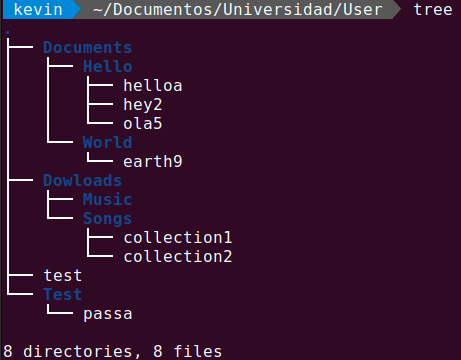 kevin ~/Documentos/Universidad/User tree
.
├── Documents
│   ├── Hello
│   │   ├── helloa
│   │   ├── hey2
│   │   └── ola5
│   └── World
│       └── earth9
├── Dowloads
│   ├── Music
│   └── Songs
│       ├── collection1
│       └── collection2
├── test
└── Test
    └── passa
8 directories, 8 files